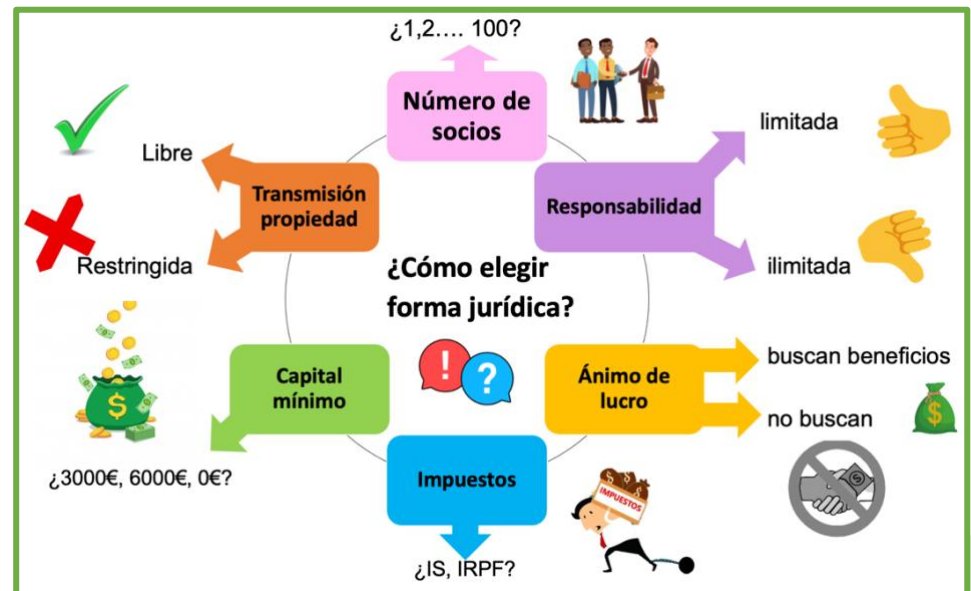 ¿1,2.... 100?
Número de
socios
limitada
Libre
Transmisión
propiedad
Responsabilidad
Restringida
ilimitada
¿Cómo elegir
forma jurídica?
! ?
buscan beneficios
Capital
mínimo
Ánimo de
lucro
no buscan
$
$
$
¿3000€, 6000€, 0€?
Impuestos
IMPUESTOS
¿IS, IRPF?